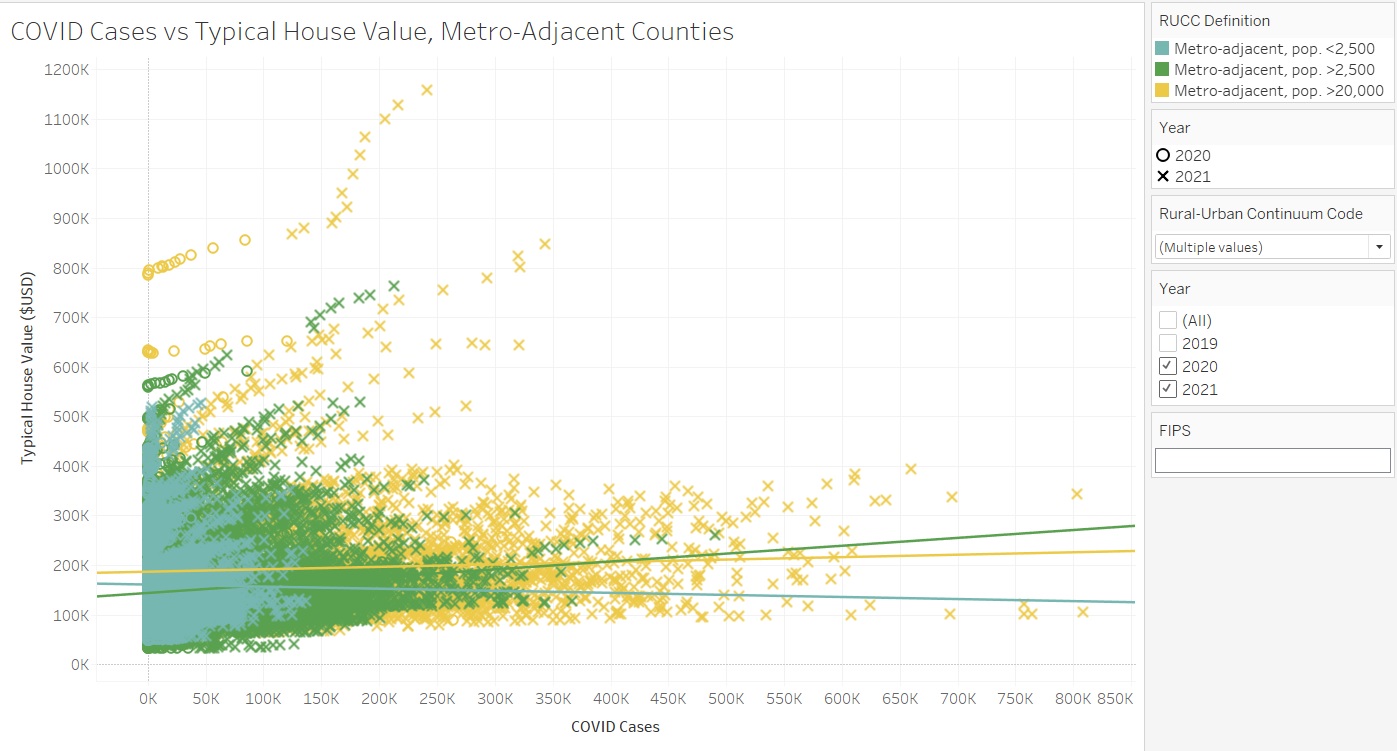 COVID Cases vs Typical House Value, Metro-Adjacent Counties
1200K
1100K
1000K
900K
800K
700K
600K
500K
400K
300K
200K
100K
0K
Typical House Value ($USD)
0K 50K 100K 150K 200K 250K 300K 350K 400K 450K 500K 550K 600K 650K 700K 750K 800K 850K
COVID Cases
RUCC Definition
Metro-adjacent, pop. <2,500
Metro-adjacent, pop. >2,500
Metro-adjacent, pop. >20,000
Year
2020
2021
Rural-Urban Continuum Code
(Multiple values)
Year
(All)
2019
2020
2021
FIPS